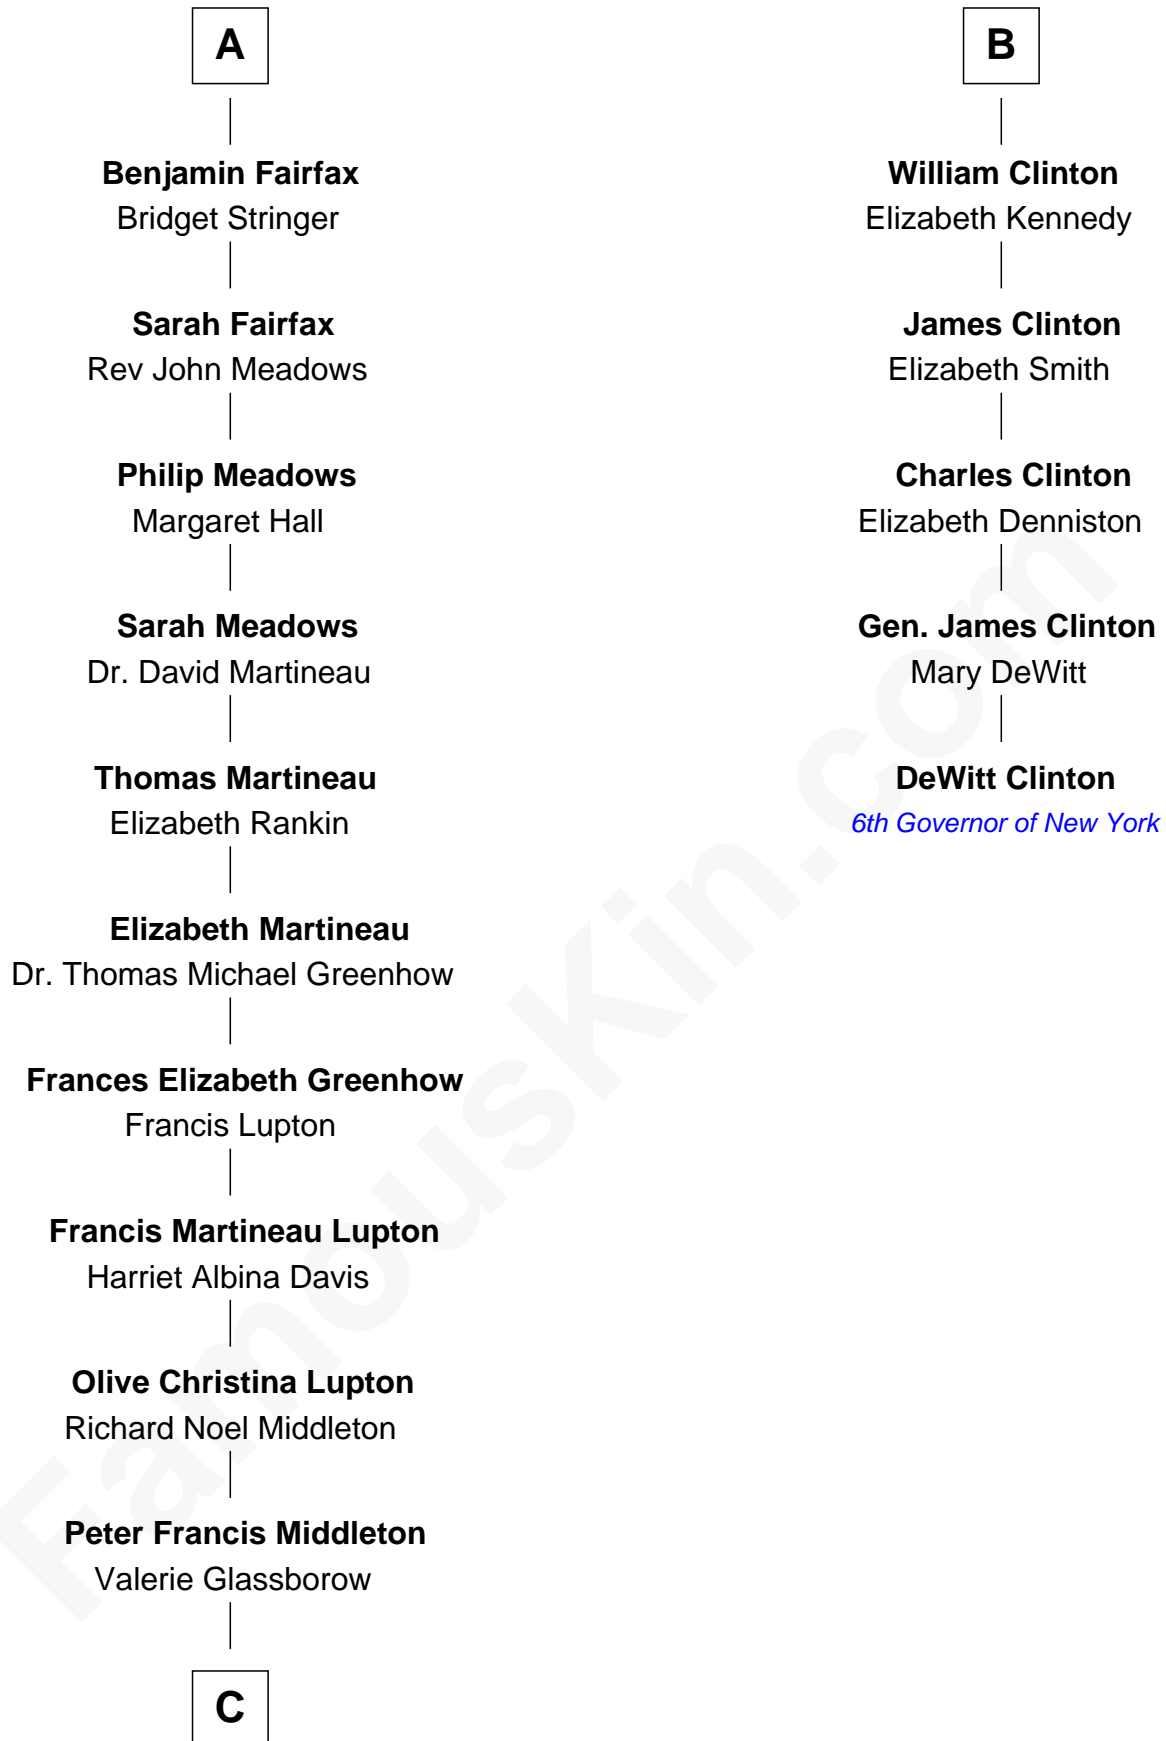 A
Benjamin Fairfax
Bridget Stringer
Sarah Fairfax
Rev John Meadows
Philip Meadows
Margaret Hall
Sarah Meadows
Dr. David Martineau
Thomas Martineau
Elizabeth Rankin
Elizabeth Martineau
Dr. Thomas Michael Greenhow
Frances Elizabeth Greenhow
Francis Lupton
Francis Martineau Lupton
Harriet Albina Davis
Olive Christina Lupton
Richard Noel Middleton
Peter Francis Middleton
Valerie Glassborow
C
B
William Clinton
Elizabeth Kennedy
James Clinton
Elizabeth Smith
Charles Clinton
Elizabeth Denniston
Gen. James Clinton
Mary DeWitt
DeWitt Clinton
6th Governor of New York
FamousKin.com